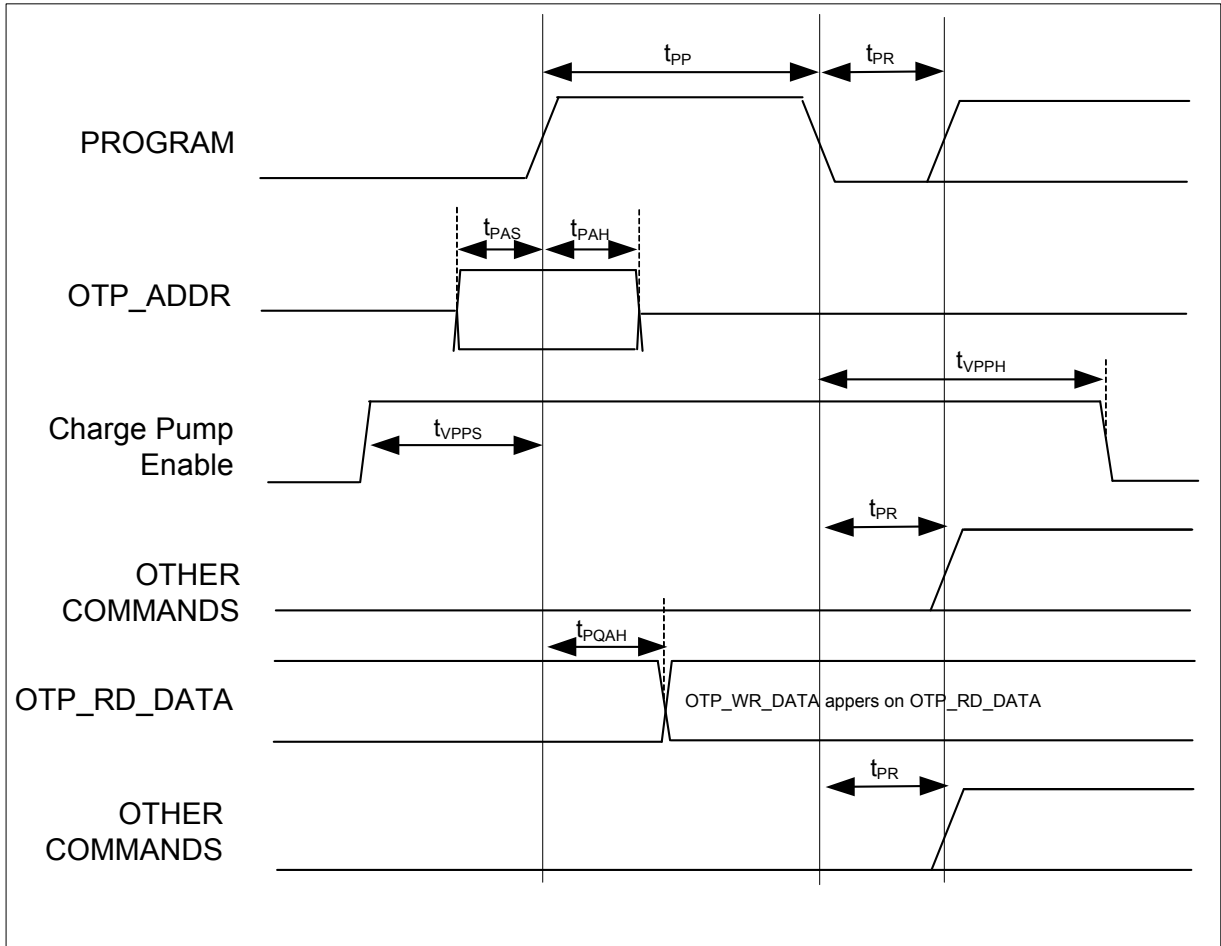 tPP
tPR
PROGRAM
tPAS
tPAH
OTP_ADDR
tVPPH
Charge Pump
Enable
tVPPS
tPR
OTHER
COMMANDS
tPQAH
OTP_RD_DATA
OTP_WR_DATA appers on OTP_RD_DATA
tPR
OTHER
COMMANDS